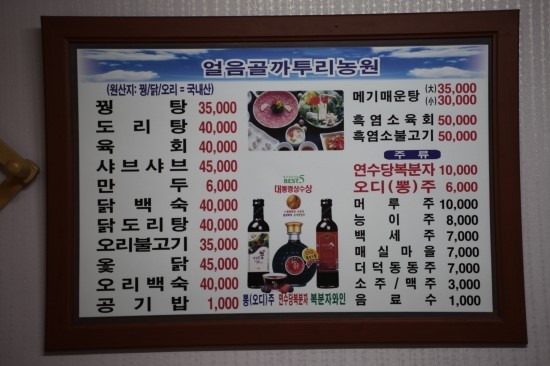 얼음골까투리농원
(원산지: 꿩/닭/오리 = 국내산)
꿩 탕 35,000
도 리 탕 40,000
육 회 40,000
샤브샤브 45,000
만 두 6,000
닭 백 숙 40,000
닭도리탕 40,000
오리불고기 35,000
옻 닭 45,000
오리백숙 40,000
공 기 밥 1,000
BEST 5
대통령상수상
뽕(오디)주 연수당복분자 복분자와인
메기매운탕 (大) 35,000
(小) 30,000
흑염소육회 50,000
흑염소불고기 50,000
주 류
연수당복분자 10,000
오디(뽕)주 6,000
머 루 주 10,000
능 이 주 8,000
백 세 주 7,000
매 실 마 을 7,000
더덕동동주 7,000
소주/맥주 3,000
음 료 수 1,000